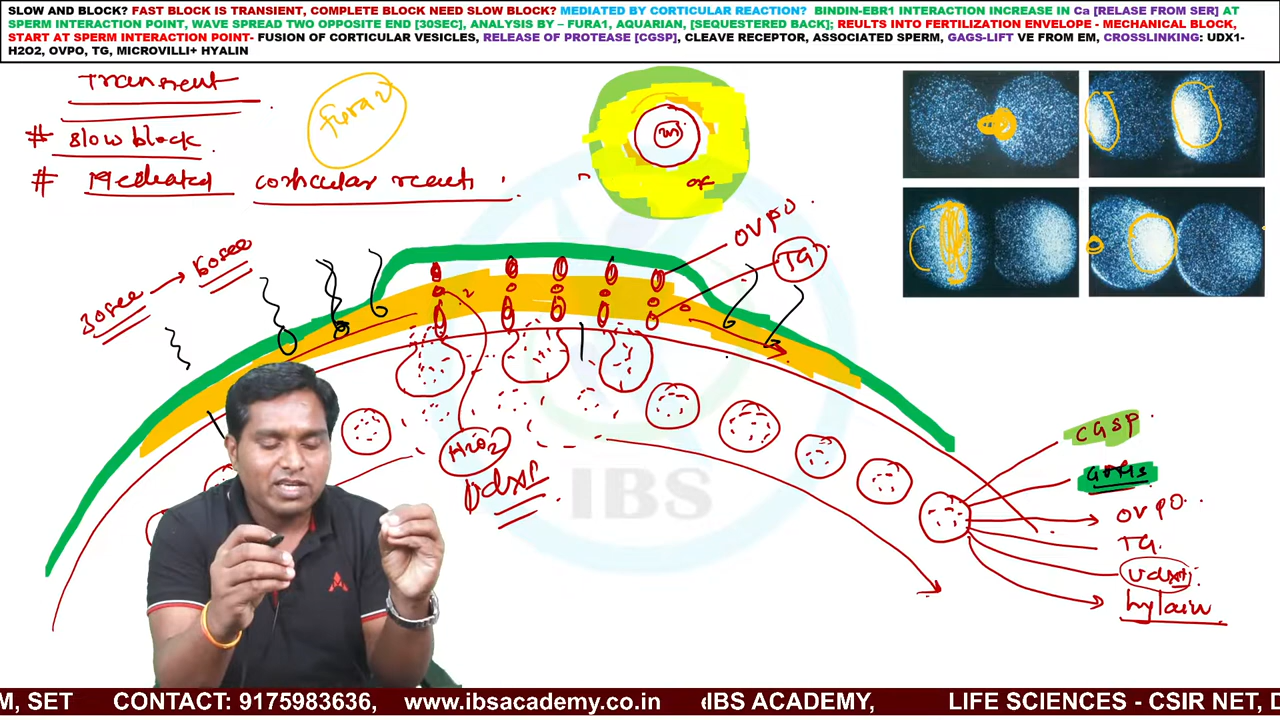 SLOW AND BLOCK? FAST BLOCK IS TRANSIENT, COMPLETE BLOCK NEED SLOW BLOCK? MEDIATED BY CORTICULAR REACTION? BINDIN-EBR1 INTERACTION INCREASE IN Ca [RELASE FROM SER] AT
SPERM INTERACTION POINT, WAVE SPREAD TWO OPPOSITE END [30SEC], ANALYSIS BY – FURA1, AQUARIAN, [SEQUESTERED BACK]; REULTS INTO FERTILIZATION ENVELOPE - MECHANICAL BLOCK,
START AT SPERM INTERACTION POINT- FUSION OF CORTICULAR VESICLES, RELEASE OF PROTEASE [CGSP], CLEAVE RECEPTOR, ASSOCIATED SPERM, GAGS-LIFT VE FROM EM, CROSSLINKING: UDX1-
H2O2, OVPO, TG, MICROVILLI+ HYALIN
Transient
fura 2
# slow block
# Mediated corticular reacti
OVPO
TG
30sec → 60sec
H2O2
Udx1
IBS
CGSP
GAGs
OVPO
TG
Udx1
hylain
M, SET CONTACT: 9175983636, www.ibsacademy.co.in IBS ACADEMY, LIFE SCIENCES - CSIR NET, D